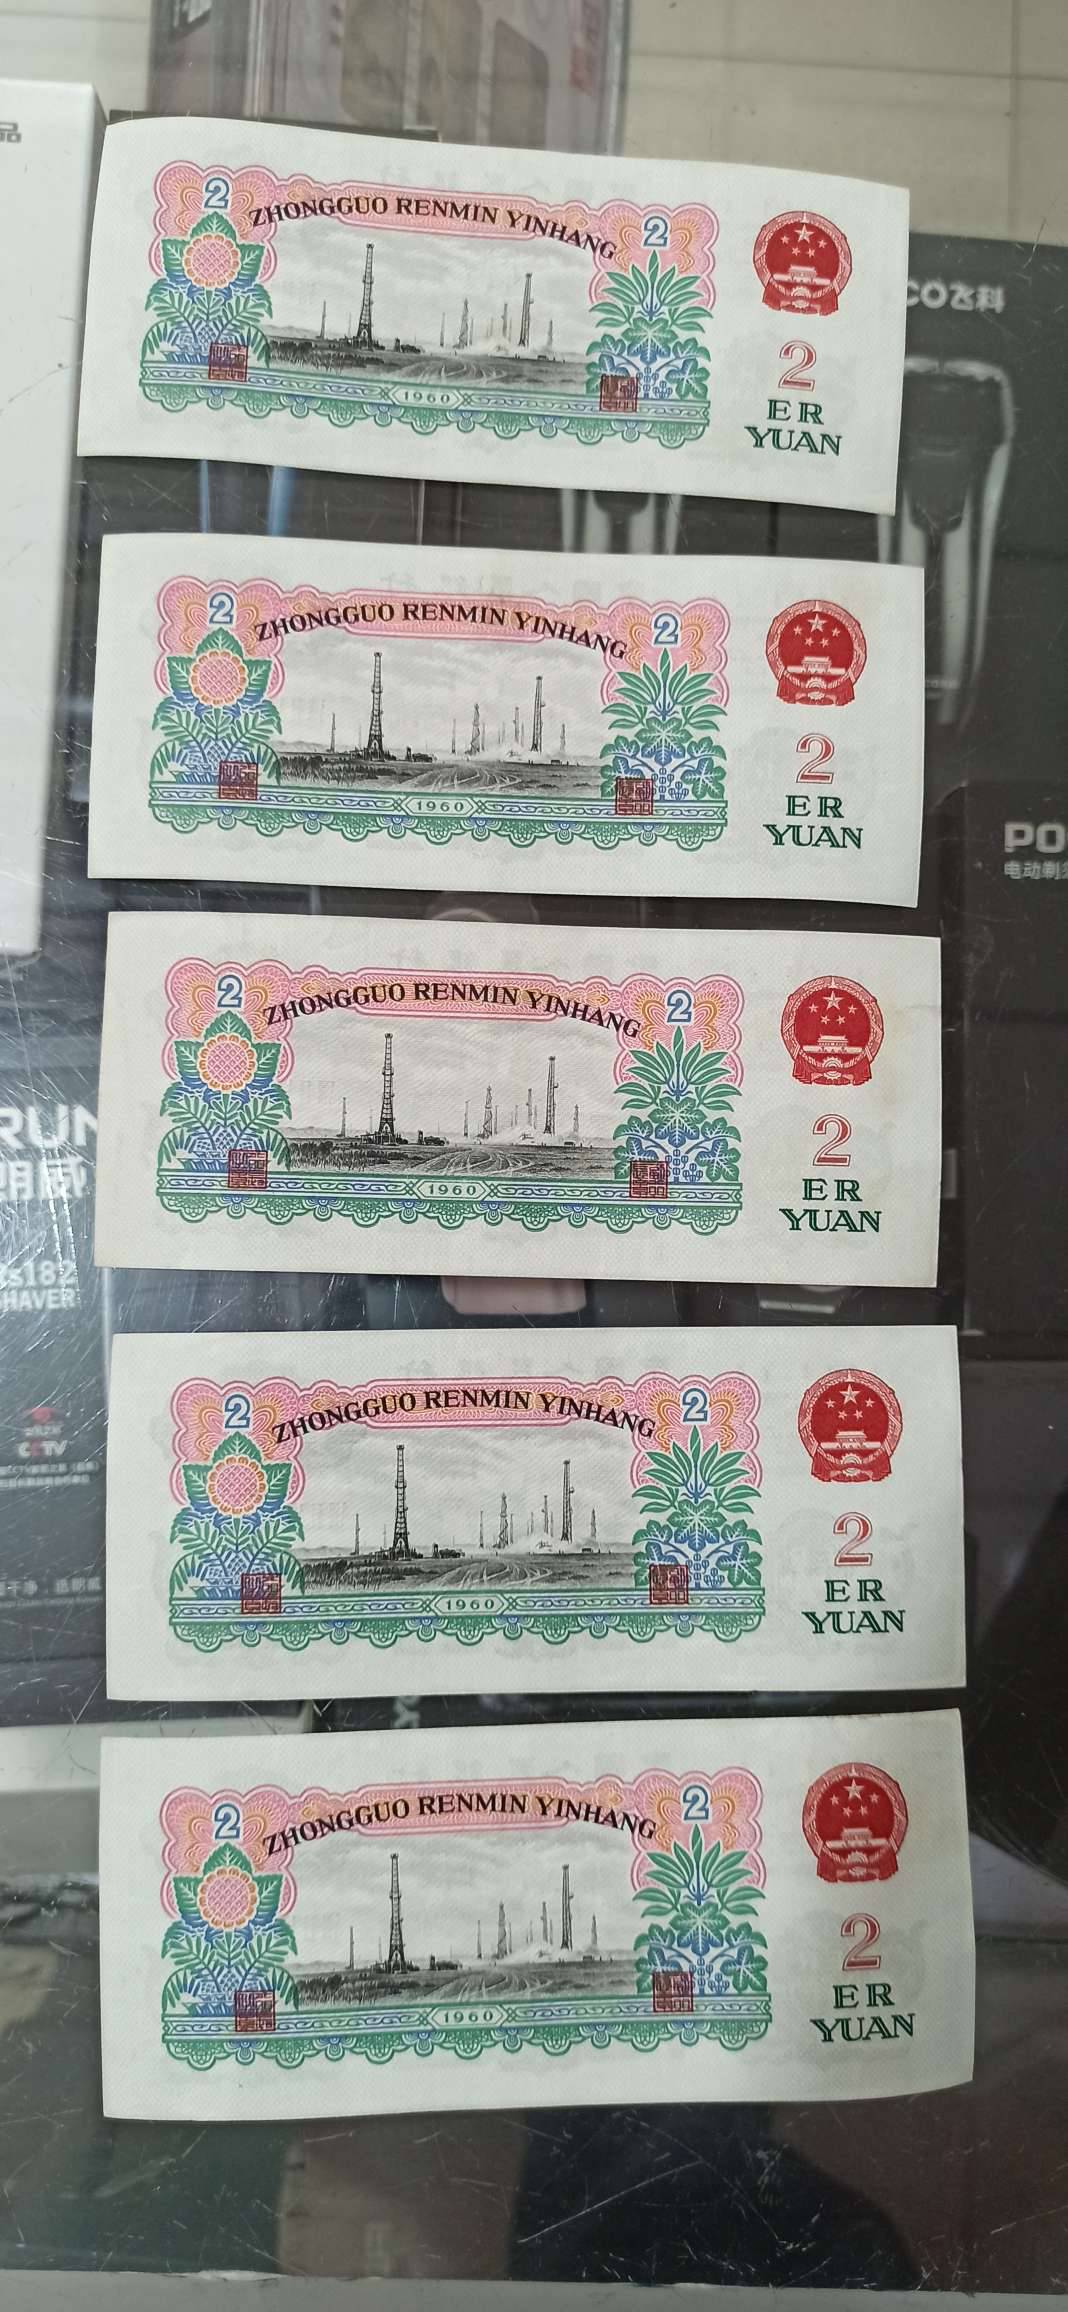 品
2
ZHONGGUO RENMIN YINHANG
2
1960
2
ER
YUAN
CO飞科
2
ZHONGGUO RENMIN YINHANG
2
1960
2
ER
YUAN
PO
电动剃
2
ZHONGGUO RENMIN YINHANG
2
1960
2
ER
YUAN
RUN
明威
s182
SHAVER
2
ZHONGGUO RENMIN YINHANG
2
1960
2
ER
YUAN
CCTV
2
ZHONGGUO RENMIN YINHANG
2
1960
2
ER
YUAN